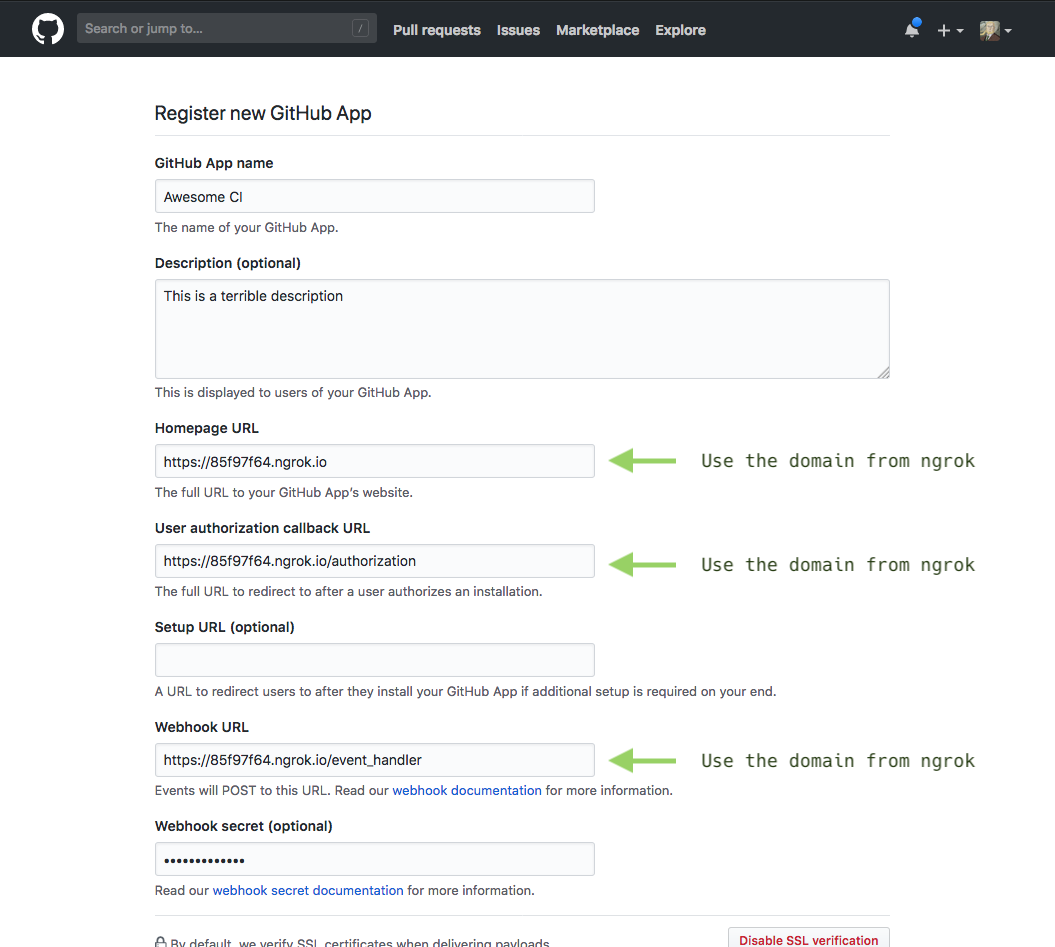 Search or jump to... /
Pull requests Issues Marketplace Explore
Register new GitHub App
GitHub App name
Awesome CI
The name of your GitHub App.
Description (optional)
This is a terrible description
This is displayed to users of your GitHub App.
Homepage URL
https://85f97f64.ngrok.io
Use the domain from ngrok
The full URL to your GitHub App's website.
User authorization callback URL
https://85f97f64.ngrok.io/authorization
Use the domain from ngrok
The full URL to redirect to after a user authorizes an installation.
Setup URL (optional)
A URL to redirect users to after they install your GitHub App if additional setup is required on your end.
Webhook URL
https://85f97f64.ngrok.io/event_handler
Use the domain from ngrok
Events will POST to this URL. Read our webhook documentation for more information.
Webhook secret (optional)
•••••••••••••
Read our webhook secret documentation for more information.
By default, we verify SSL certificates when delivering payloads.
Disable SSL verification